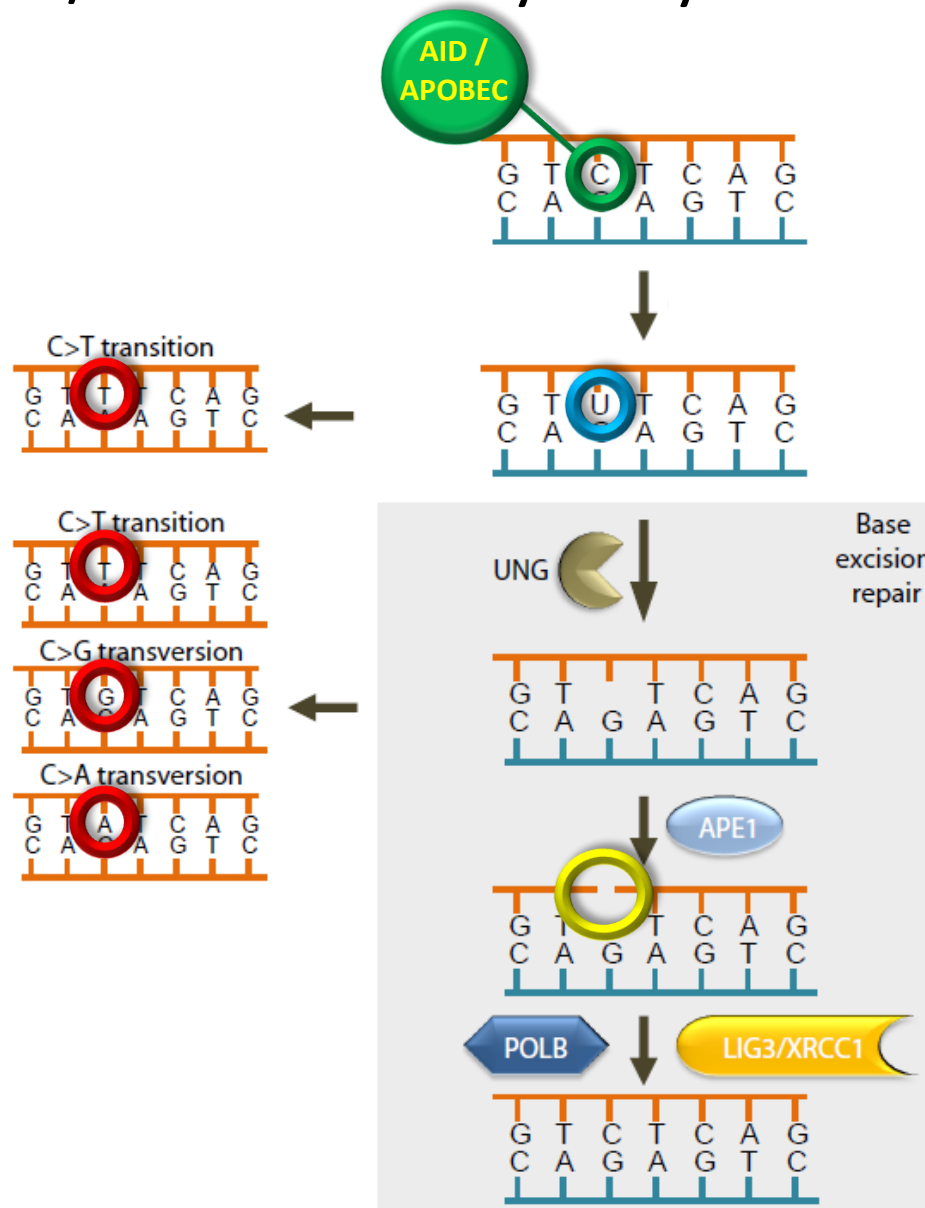 AID /
APOBEC
G T C T C A G
C A A G T C
C>T transition
G T T T C A G
C A A G T C
G T U T C A G
C A A G T C
C>T transition
G T T T C A G
C A A G T C
UNG
Base
excision
repair
C>G transversion
G T G T C A G
C A A G T C
G T T C A G
C A G A G T C
C>A transversion
G T A T C A G
C A A G T C
APE1
G T T C A G
C A G A G T C
POLB
LIG3/XRCC1
G T C T C A G
C A G A G T C